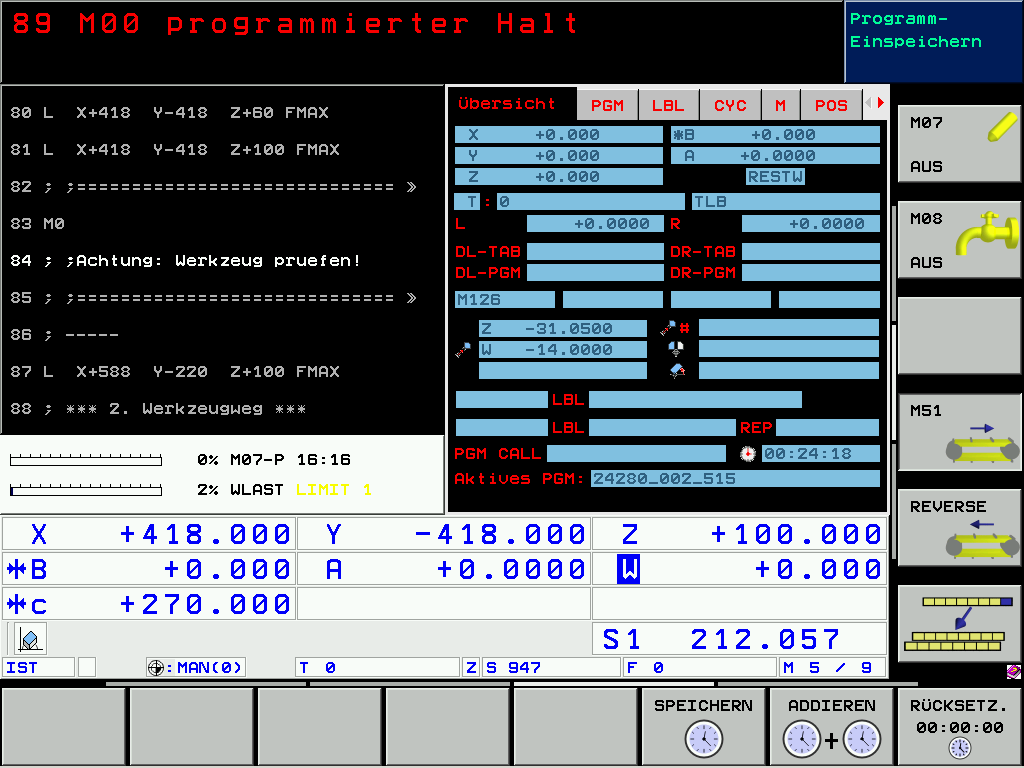 89 M00 programmierter Halt
Programm-
Einspeichern
80 L X+418 Y-418 Z+60 FMAX
81 L X+418 Y-418 Z+100 FMAX
82 ; ;============================= »
83 M0
84 ; ;Achtung: Werkzeug pruefen!
85 ; ;============================= »
86 ; -----
87 L X+588 Y-220 Z+100 FMAX
88 ; *** 2. Werkzeugweg ***
0% M07-P 16:16
2% WLAST LIMIT 1
Übersicht PGM LBL CYC M POS
X +0.000 *B +0.000
Y +0.000 A +0.0000
Z +0.000 RESTW
T : 0 TLB
L +0.0000 R +0.0000
DL-TAB DR-TAB
DL-PGM DR-PGM
M126
Z -31.0500 #
W -14.0000
LBL
LBL REP
PGM CALL 00:24:18
Aktives PGM: 24280_002_515
M07
AUS
M08
AUS
M51
REVERSE
X +418.000 Y -418.000 Z +100.000
*B +0.000 A +0.0000 W +0.000
*c +270.000
S1 212.057
IST :MAN(0) T 0 Z S 947 F 0 M 5 / 9
SPEICHERN
ADDIEREN
+
RÜCKSETZ.
00:00:00